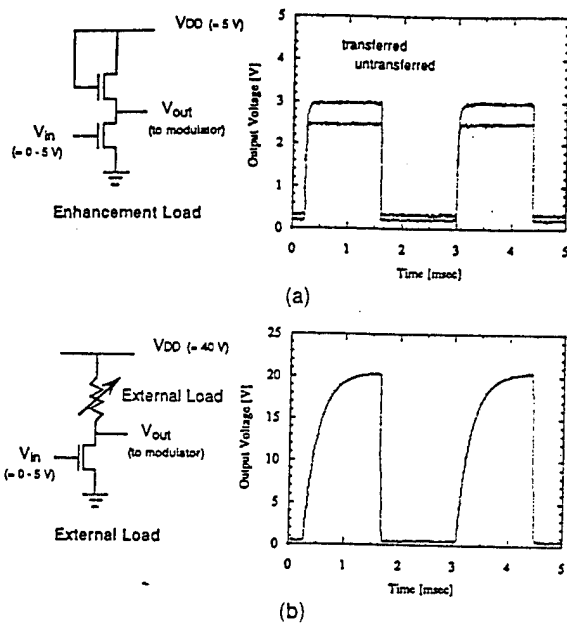 VDD (= 5 V)
Vout
(to modulator)
Vin
(= 0 - 5 V)
Enhancement Load
transferred
untransferred
Output Voltage [V]
5
4
3
2
1
0
0 1 2 3 4 5
Time [msec]
(a)
VDD (= 40 V)
External Load
Vout
(to modulator)
Vin
(= 0 - 5 V)
External Load
Output Voltage [V]
25
20
15
10
5
0
0 1 2 3 4 5
Time [msec]
(b)